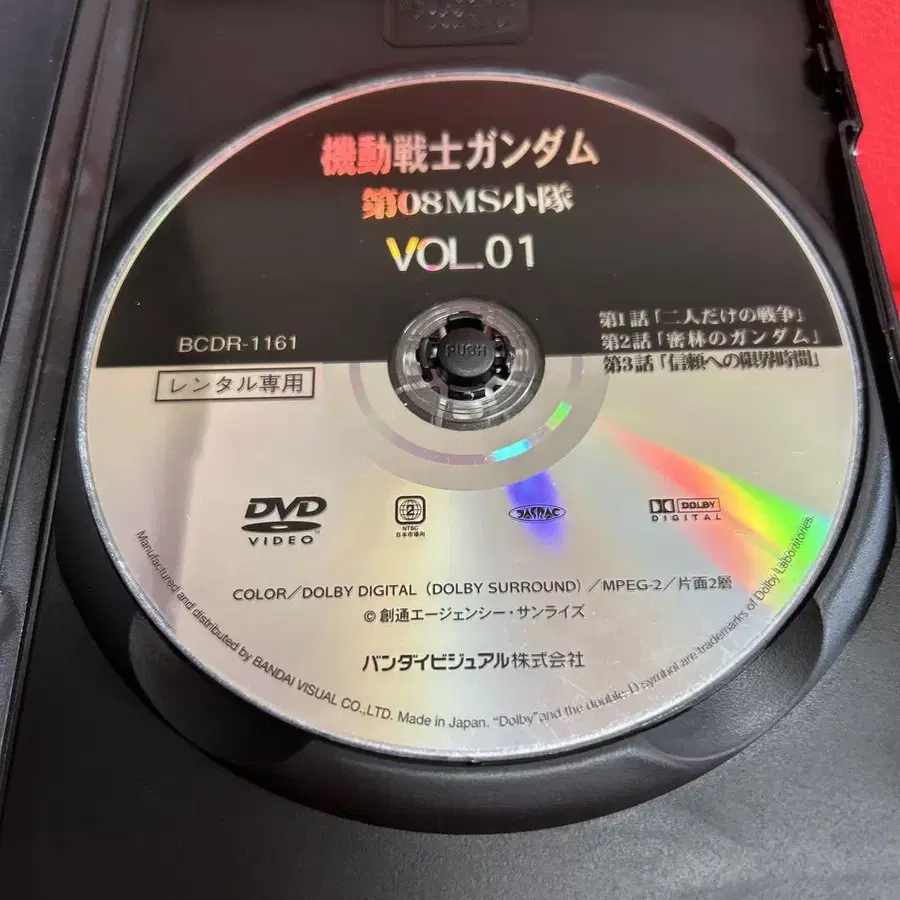 機動戦士ガンダム
第08MS小隊
VOL.01
第1話「二人だけの戦争」
第2話「密林のガンダム」
第3話「信頼への限界時間」
BCDR-1161
PUSH
レンタル専用
DVD
VIDEO™
2
NTSC
日本市場向
JASRAC
DOLBY
DIGITAL
COLOR/DOLBY DIGITAL（DOLBY SURROUND）/MPEG-2/片面2層
©創通エージェンシー・サンライズ
バンダイビジュアル株式会社
Manufactured and distributed by BANDAI VISUAL CO.,LTD. Made in Japan. “Dolby”and the double-D symbol are trademarks of Dolby Laboratories.